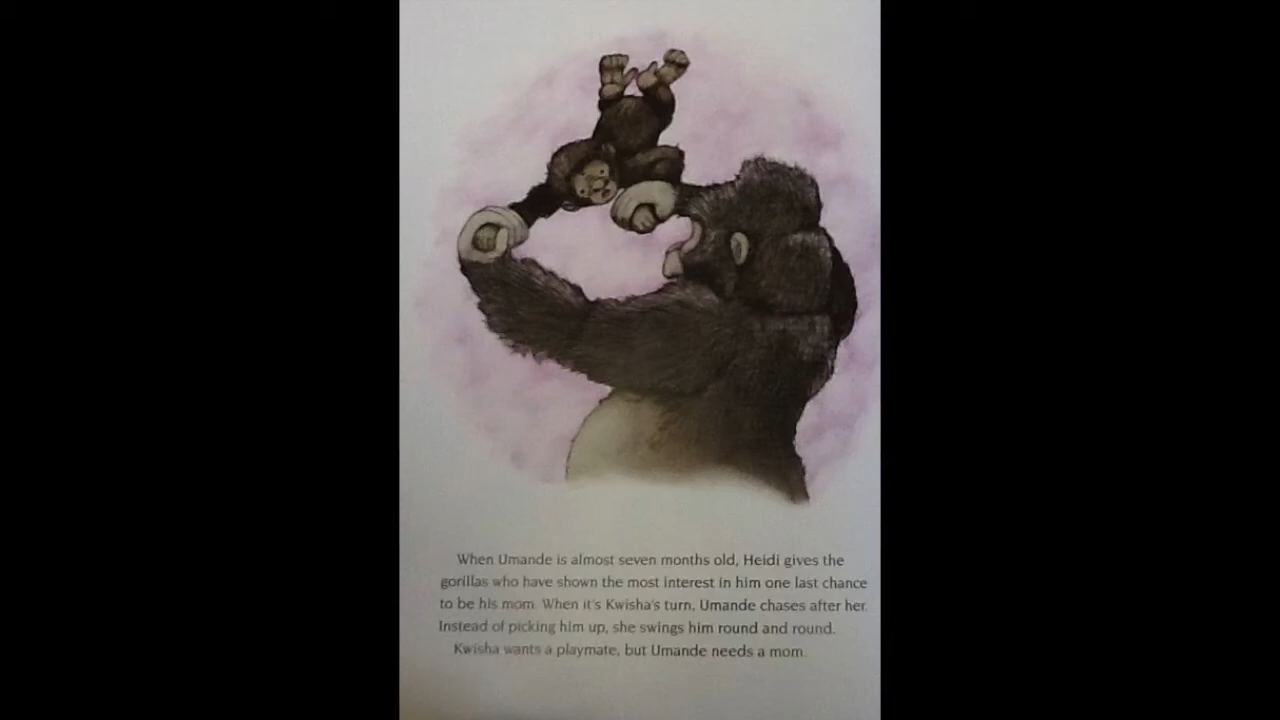 When Umande is almost seven months old, Heidi gives the
gorillas who have shown the most interest in him one last chance
to be his mom. When it's Kwisha's turn, Umande chases after her.
Instead of picking him up, she swings him round and round.
Kwisha wants a playmate, but Umande needs a mom.